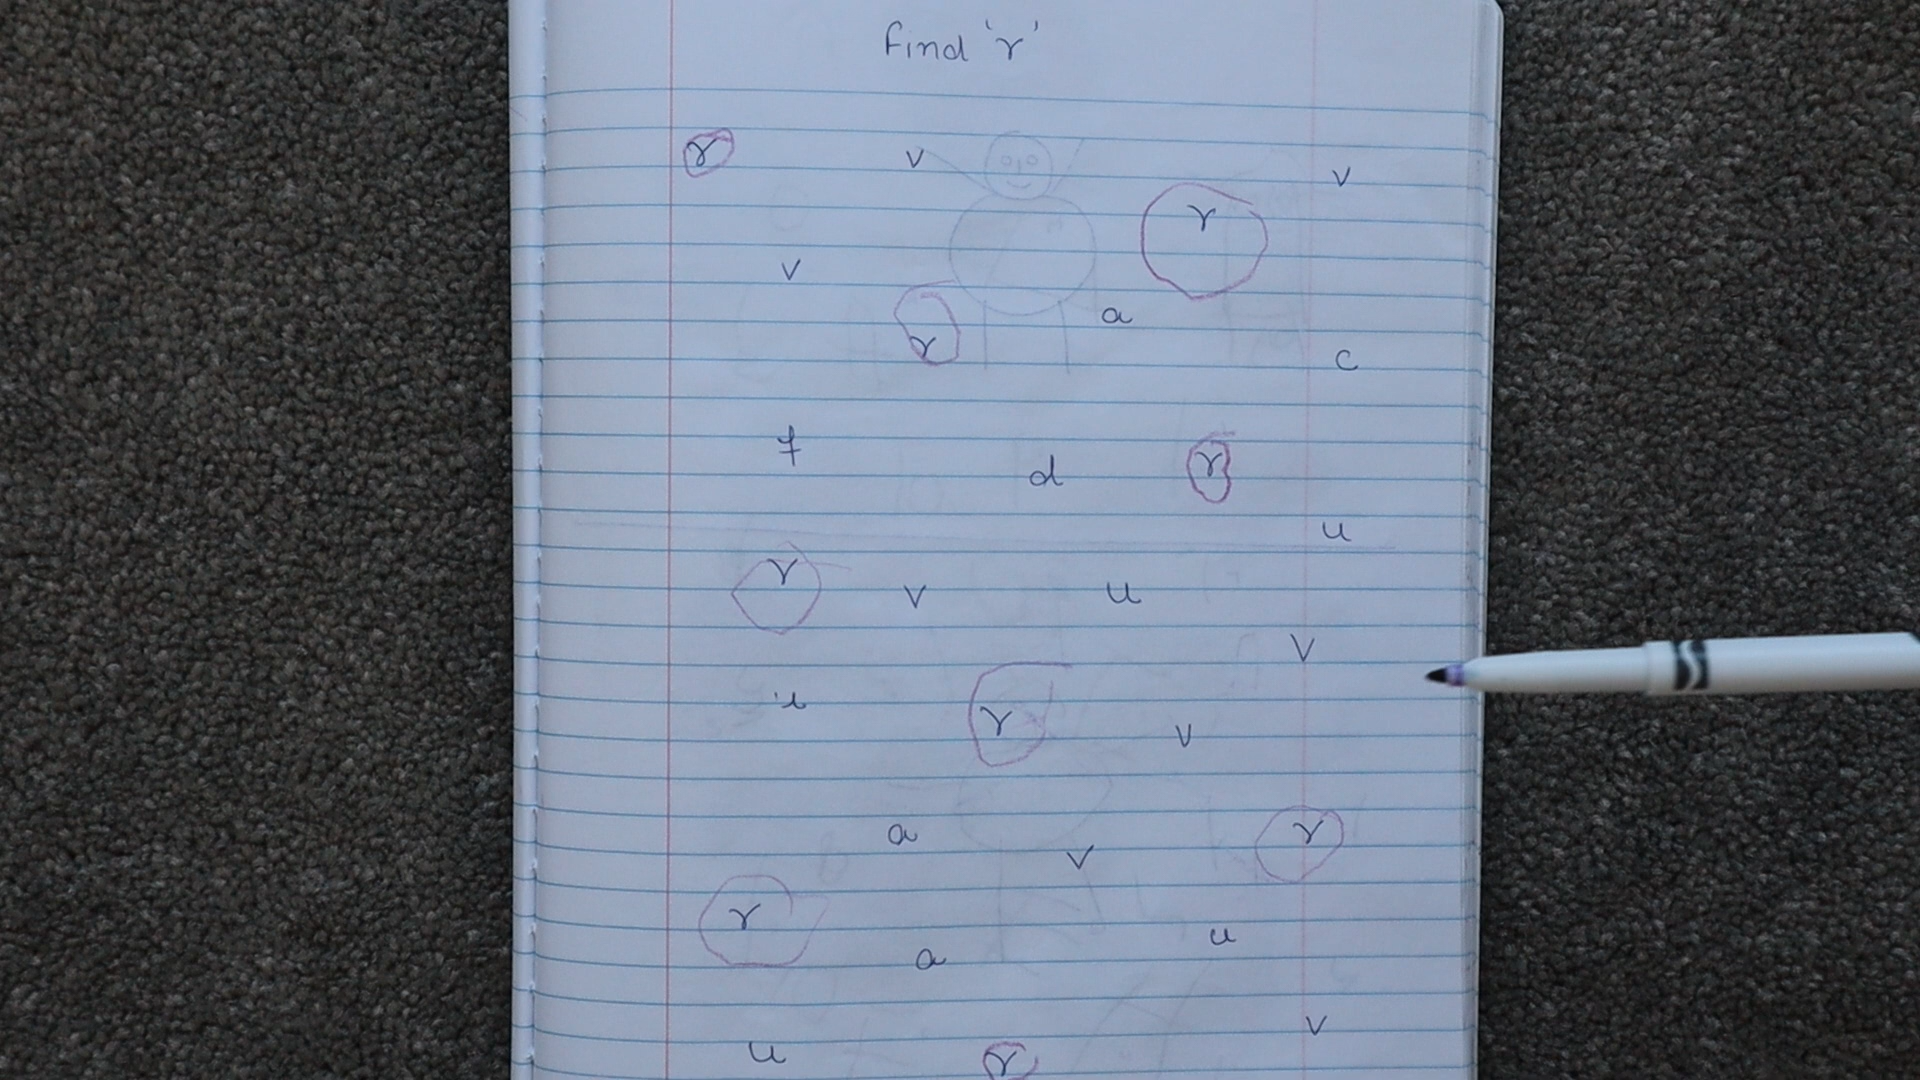 Find 'r'
r v v
r
v
r a
c
f d r
u
r v u
v
i r v
a v r
r a u
v
u r